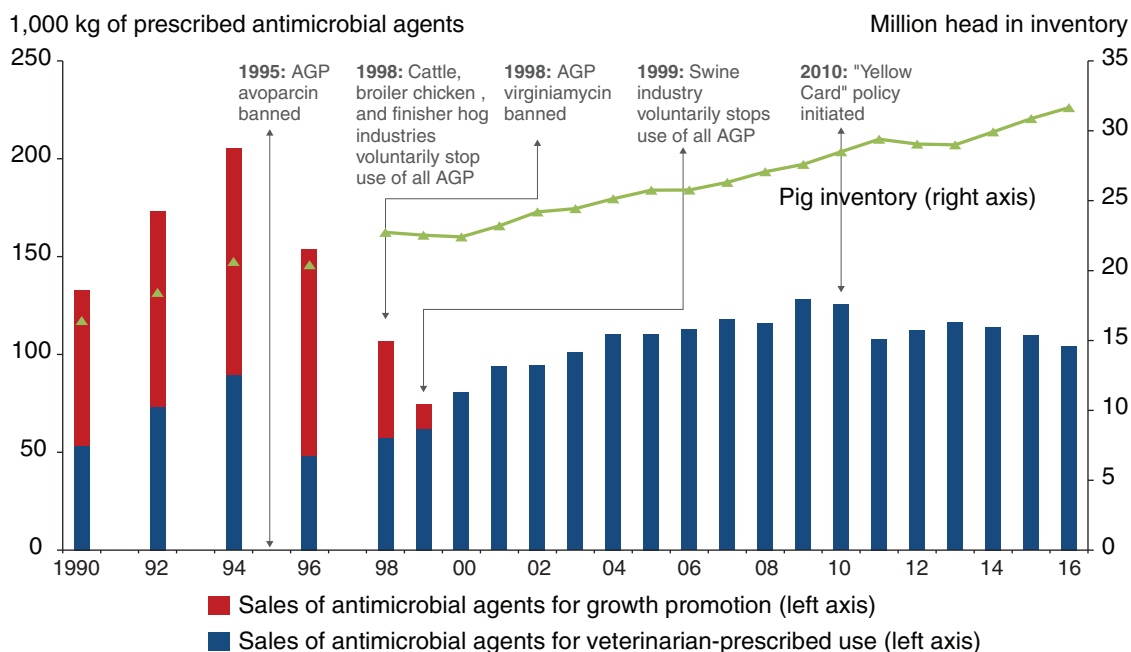 1,000 kg of prescribed antimicrobial agents
Million head in inventory
250
200
150
100
50
0
35
30
25
20
15
10
5
0
1995: AGP
avoparcin
banned
1998: Cattle,
broiler chicken ,
and finisher hog
industries
voluntarily stop
use of all AGP
1998: AGP
virginiamycin
banned
1999: Swine
industry
voluntarily stops
use of all AGP
2010: "Yellow
Card" policy
initiated
Pig inventory (right axis)
1990 92 94 96 98 00 02 04 06 08 10 12 14 16
Sales of antimicrobial agents for growth promotion (left axis)
Sales of antimicrobial agents for veterinarian-prescribed use (left axis)